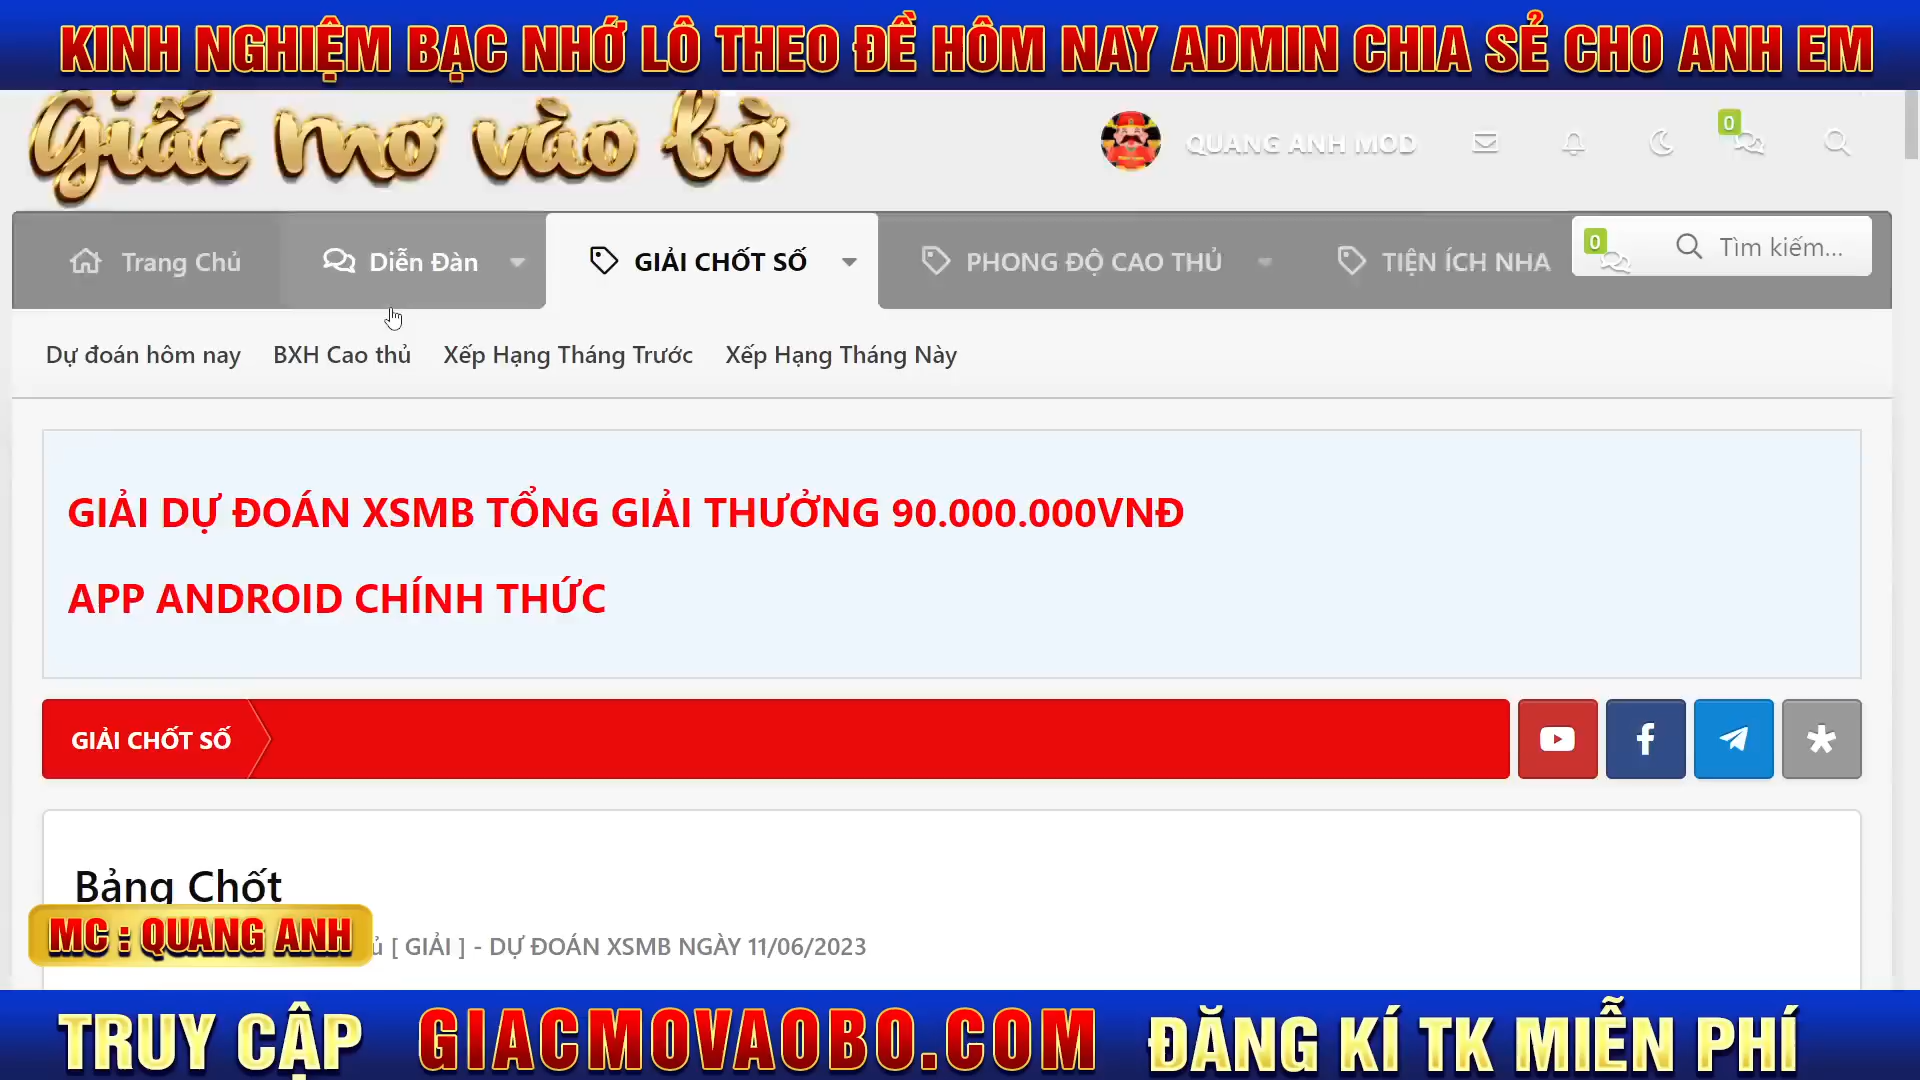 KINH NGHIỆM BẠC NHỚ LÔ THEO ĐỀ HÔM NAY ADMIN CHIA SẺ CHO ANH EM
Giấc mơ vào bờ
QUANG ANH MOD
0
Trang Chủ
Diễn Đàn
GIẢI CHỐT SỐ
PHONG ĐỘ CAO THỦ
TIỆN ÍCH NHA
0
Tìm kiếm...
Dự đoán hôm nay
BXH Cao thủ
Xếp Hạng Tháng Trước
Xếp Hạng Tháng Này
GIẢI DỰ ĐOÁN XSMB TỔNG GIẢI THƯỞNG 90.000.000VNĐ
APP ANDROID CHÍNH THỨC
GIẢI CHỐT SỐ
Bảng Chốt
MC : QUANG ANH
[ GIẢI ] - DỰ ĐOÁN XSMB NGÀY 11/06/2023
TRUY CẬP GIACMOVAOBO.COM ĐĂNG KÍ TK MIỄN PHÍ